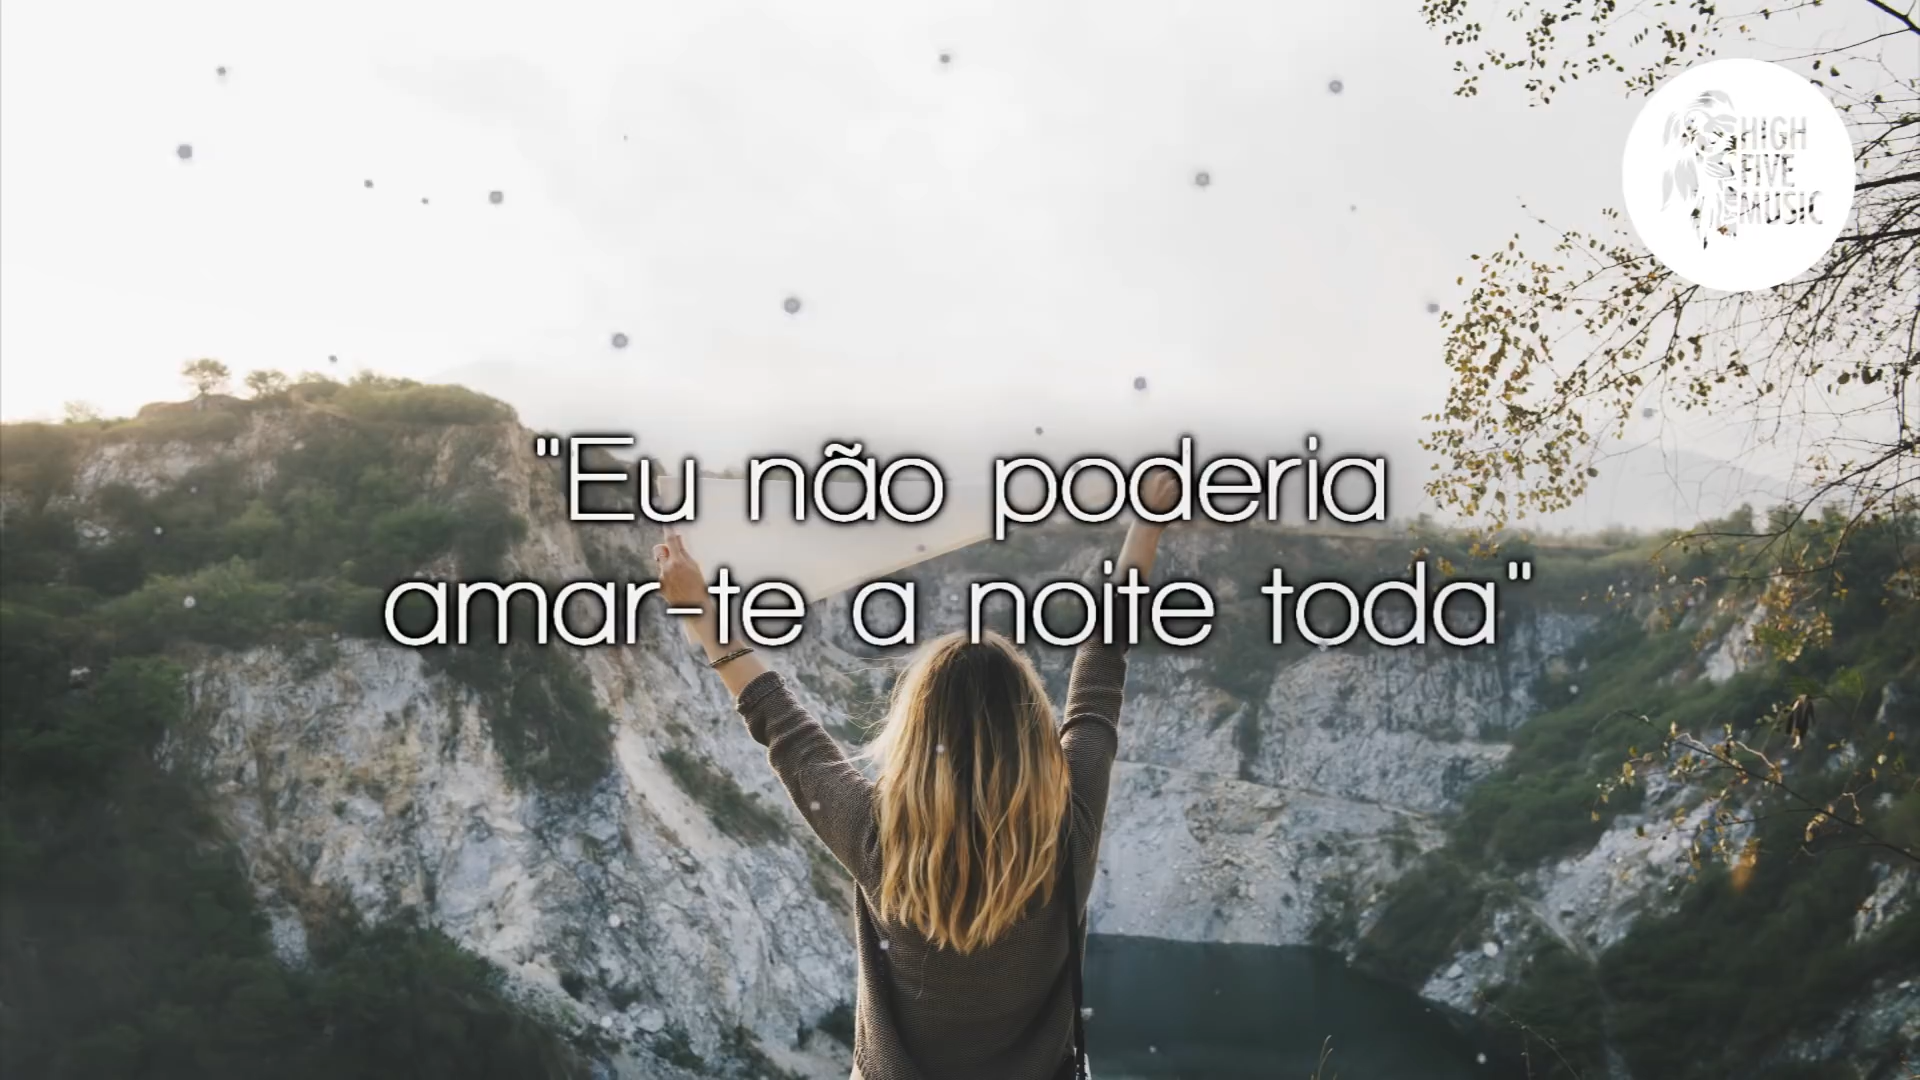 HIGH
FIVE
MUSIC
"Eu não poderia
amar-te a noite toda"